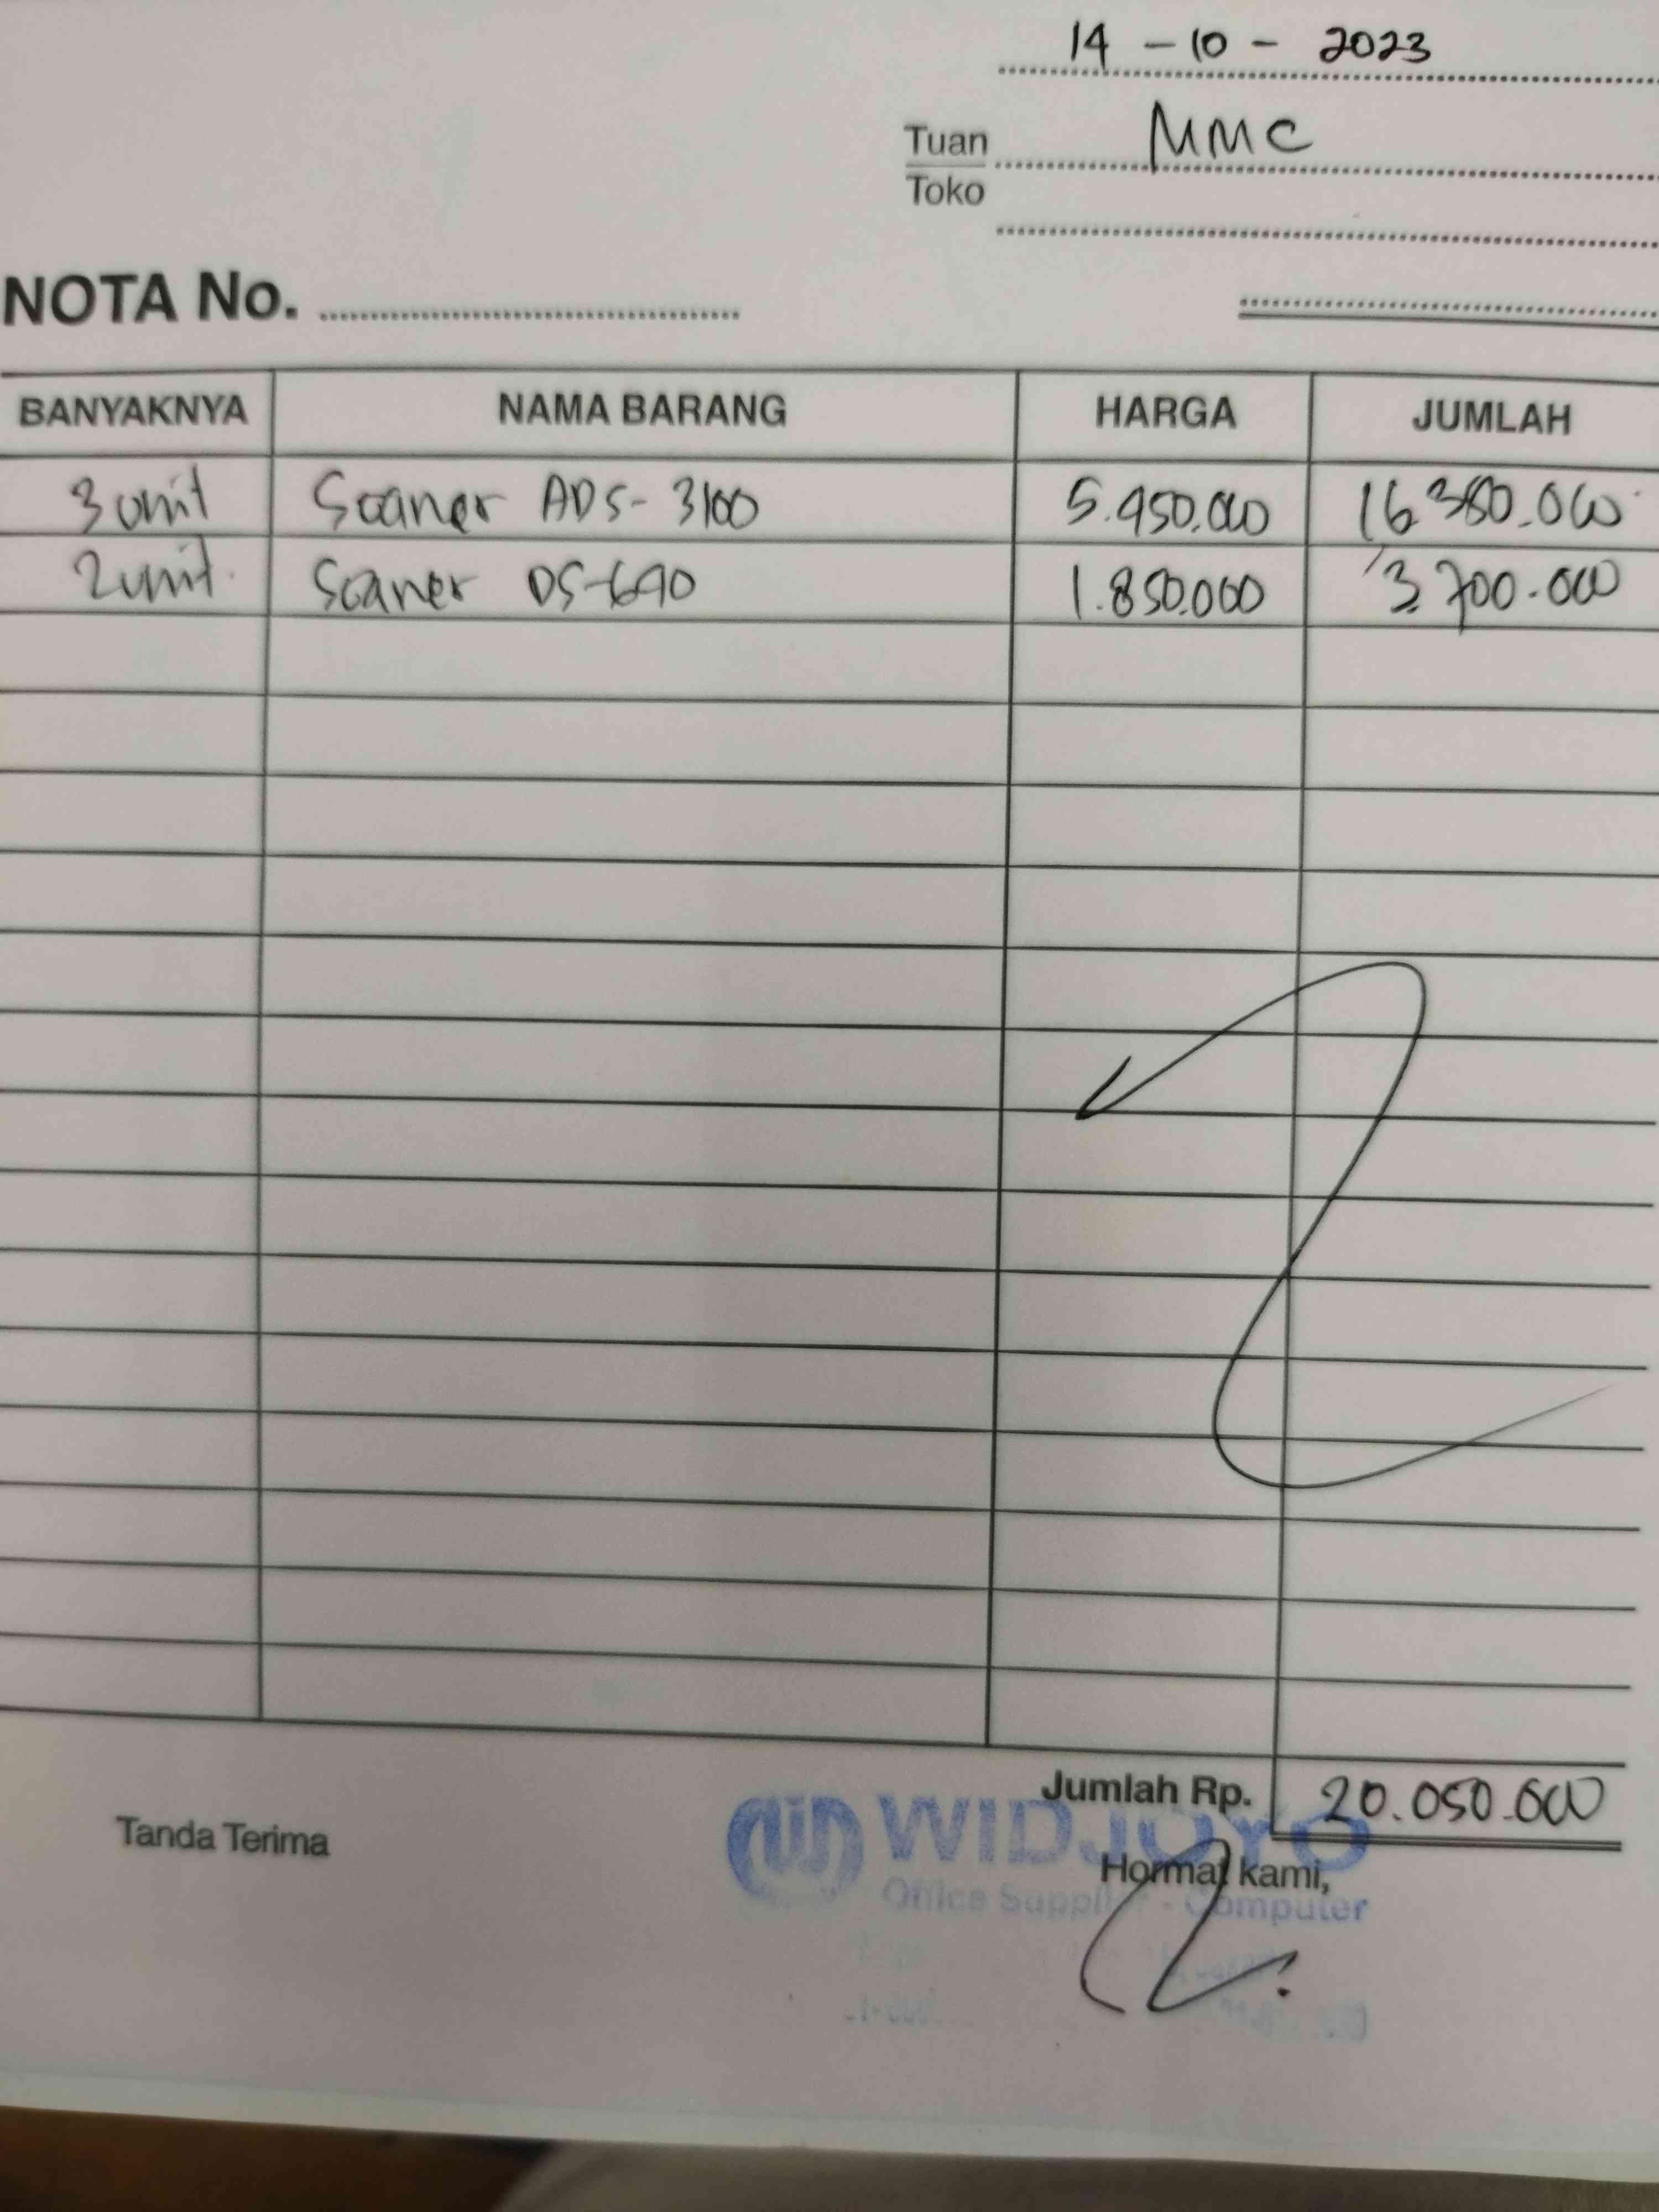 14 - 10 - 2023
Tuan MMC
Toko
NOTA No.
BANYAKNYA NAMA BARANG HARGA JUMLAH
3 unit Scaner ADS-3100 5.450.000 16.350.000
2 unit. Scaner DS-640 1.850.000 3.700.000
Jumlah Rp. 20.050.000
Tanda Terima
WIDJOYO
Hormat kami,
Office Supplier - Computer